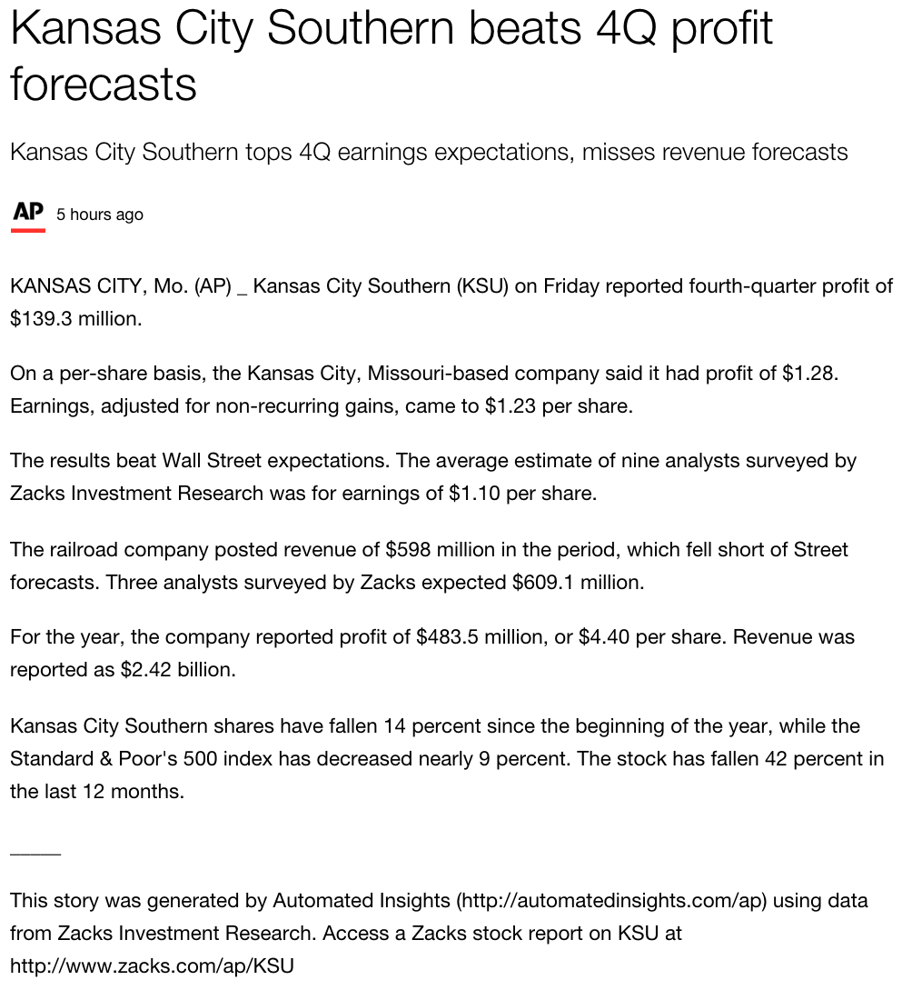 Kansas City Southern beats 4Q profit
forecasts
Kansas City Southern tops 4Q earnings expectations, misses revenue forecasts
AP 5 hours ago
KANSAS CITY, Mo. (AP) _ Kansas City Southern (KSU) on Friday reported fourth-quarter profit of
$139.3 million.
On a per-share basis, the Kansas City, Missouri-based company said it had profit of $1.28.
Earnings, adjusted for non-recurring gains, came to $1.23 per share.
The results beat Wall Street expectations. The average estimate of nine analysts surveyed by
Zacks Investment Research was for earnings of $1.10 per share.
The railroad company posted revenue of $598 million in the period, which fell short of Street
forecasts. Three analysts surveyed by Zacks expected $609.1 million.
For the year, the company reported profit of $483.5 million, or $4.40 per share. Revenue was
reported as $2.42 billion.
Kansas City Southern shares have fallen 14 percent since the beginning of the year, while the
Standard & Poor's 500 index has decreased nearly 9 percent. The stock has fallen 42 percent in
the last 12 months.
_____
This story was generated by Automated Insights (http://automatedinsights.com/ap) using data
from Zacks Investment Research. Access a Zacks stock report on KSU at
http://www.zacks.com/ap/KSU